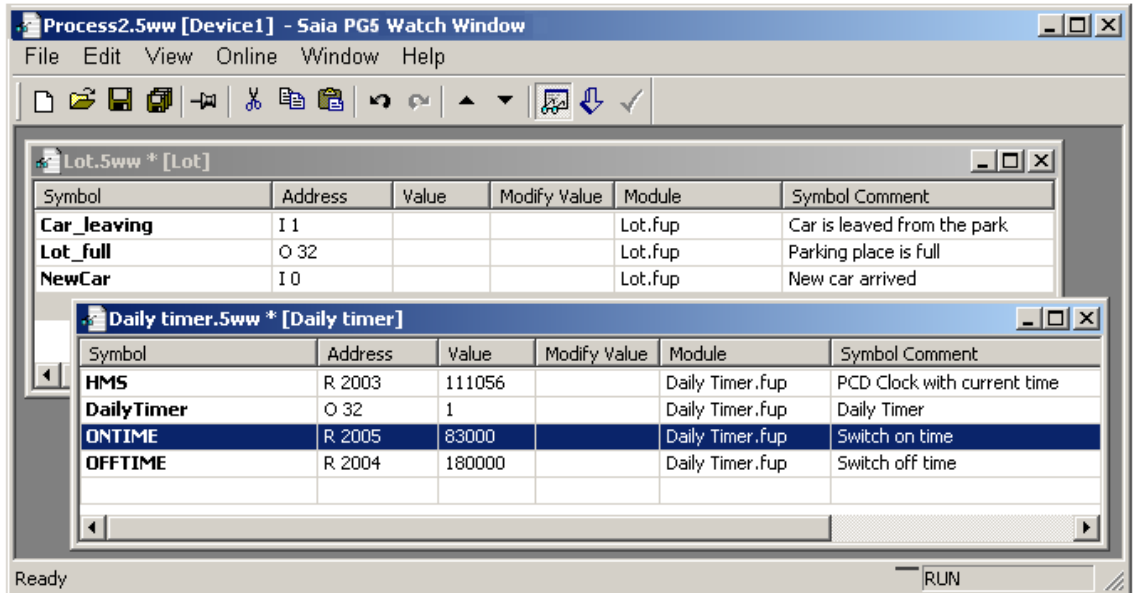 Process2.5ww [Device1] - Saia PG5 Watch Window
File Edit View Online Window Help
Lot.5ww * [Lot]
Symbol Address Value Modify Value Module Symbol Comment
Car_leaving I 1 Lot.fup Car is leaved from the park
Lot_full O 32 Lot.fup Parking place is full
NewCar I 0 Lot.fup New car arrived
Daily timer.5ww * [Daily timer]
Symbol Address Value Modify Value Module Symbol Comment
HMS R 2003 111056 Daily Timer.fup PCD Clock with current time
DailyTimer O 32 1 Daily Timer.fup Daily Timer
ONTIME R 2005 83000 Daily Timer.fup Switch on time
OFFTIME R 2004 180000 Daily Timer.fup Switch off time
Ready RUN